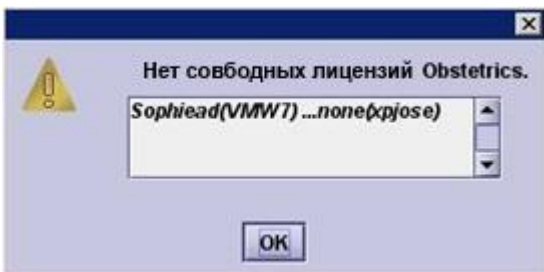 Нет совбодных лицензий Obstetrics.
Sophiead(VMW7) ...none(xpjose)
OK